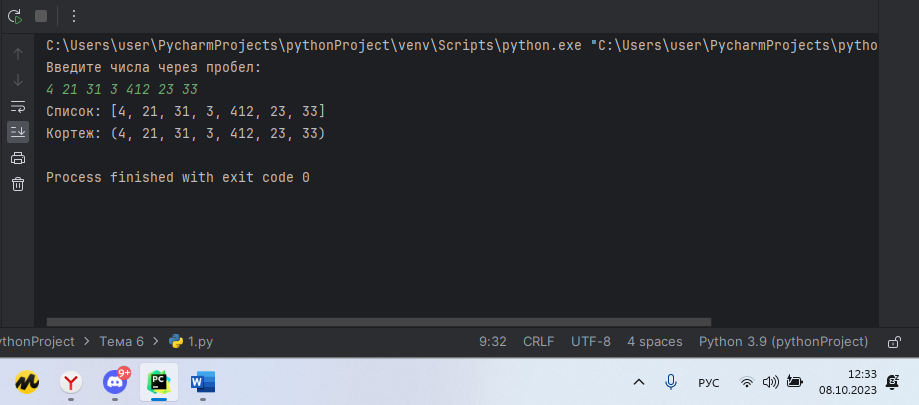 C:\Users\user\PycharmProjects\pythonProject\venv\Scripts\python.exe "C:\Users\user\PycharmProjects\pytho
Введите числа через пробел:
4 21 31 3 412 23 33
Список: [4, 21, 31, 3, 412, 23, 33]
Кортеж: (4, 21, 31, 3, 412, 23, 33)
Process finished with exit code 0
ythonProject > Тема 6 > 1.py 9:32 CRLF UTF-8 4 spaces Python 3.9 (pythonProject)
9+ PC W РУС 12:33
08.10.2023